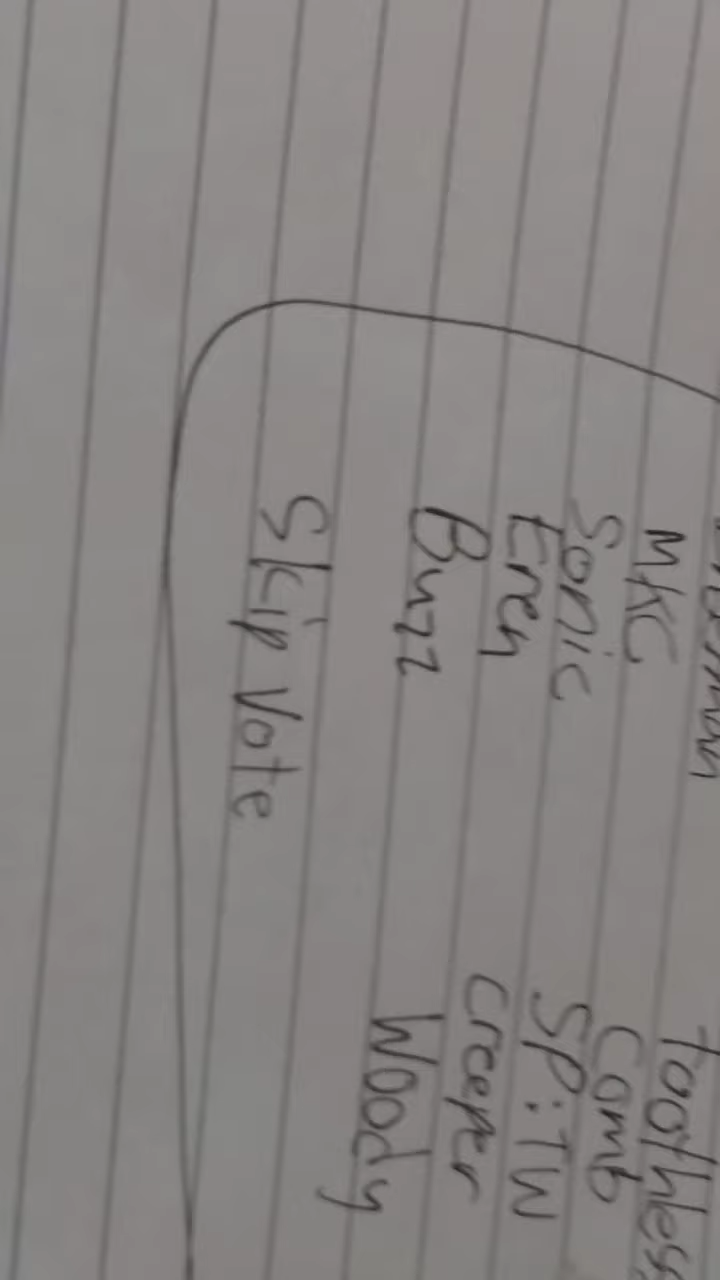 Toothless
MKC
Comb
Sonic
SP:TW
Eren
Creeper
Buzz
Woody
Skip Vote